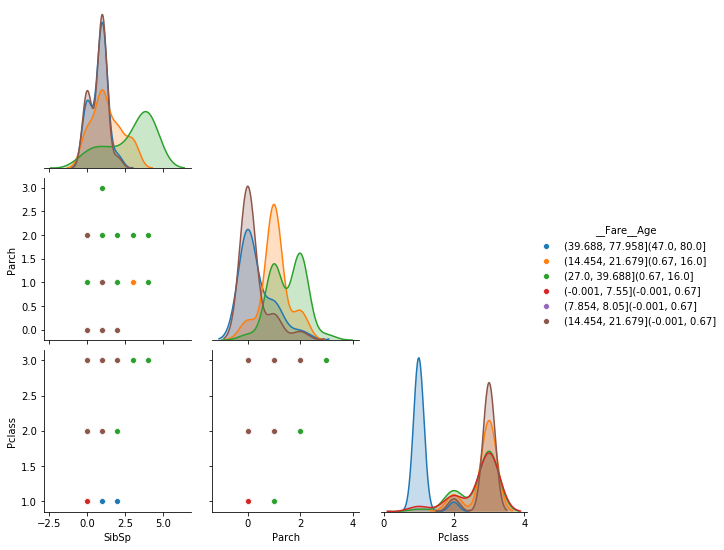 3.0
2.5
2.0
1.5
1.0
0.5
0.0
Parch
__Fare__Age
(39.688, 77.958](47.0, 80.0]
(14.454, 21.679](0.67, 16.0]
(27.0, 39.688](0.67, 16.0]
(-0.001, 7.55](-0.001, 0.67]
(7.854, 8.05](-0.001, 0.67]
(14.454, 21.679](-0.001, 0.67]
3.0
2.5
2.0
1.5
1.0
Pclass
−2.5 0.0 2.5 5.0
SibSp
0 2 4
Parch
0 2 4
Pclass